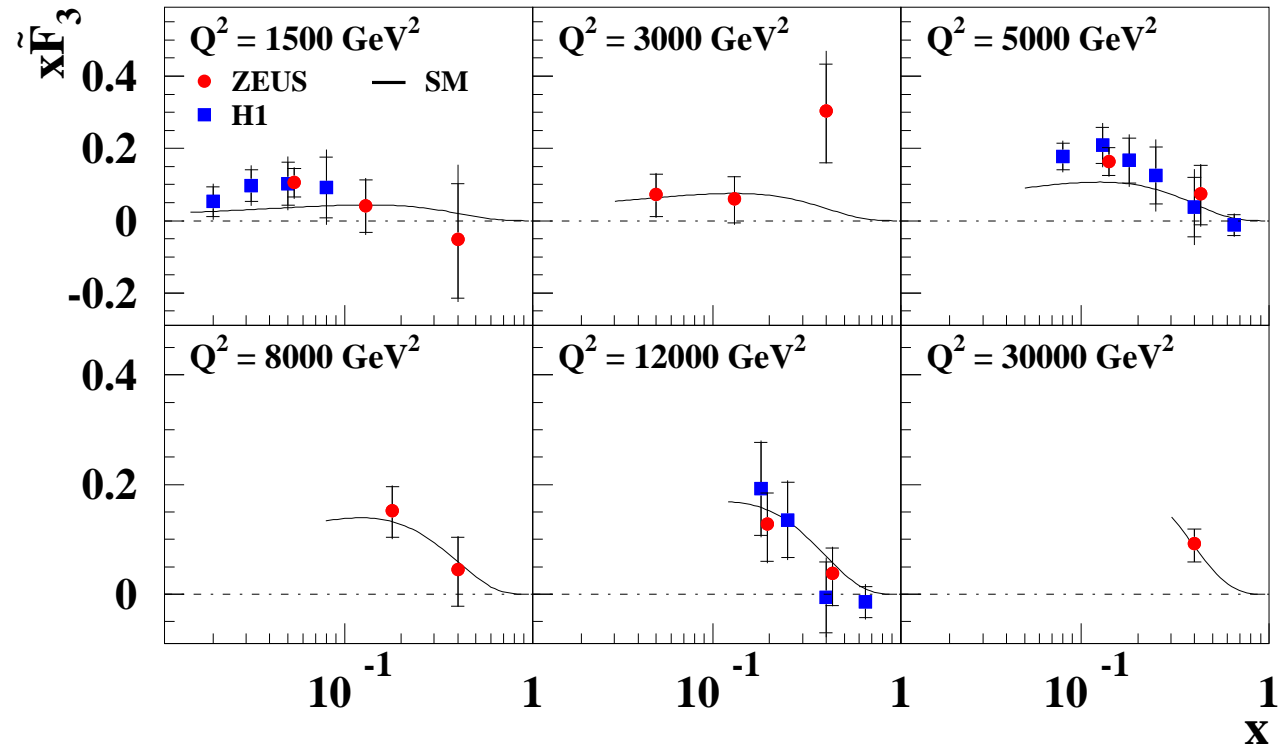 xF̃₃
Q² = 1500 GeV²
Q² = 3000 GeV²
Q² = 5000 GeV²
ZEUS
SM
H1
0.4
0.2
0
-0.2
Q² = 8000 GeV²
Q² = 12000 GeV²
Q² = 30000 GeV²
0.4
0.2
0
10⁻¹
1
10⁻¹
1
10⁻¹
1
x